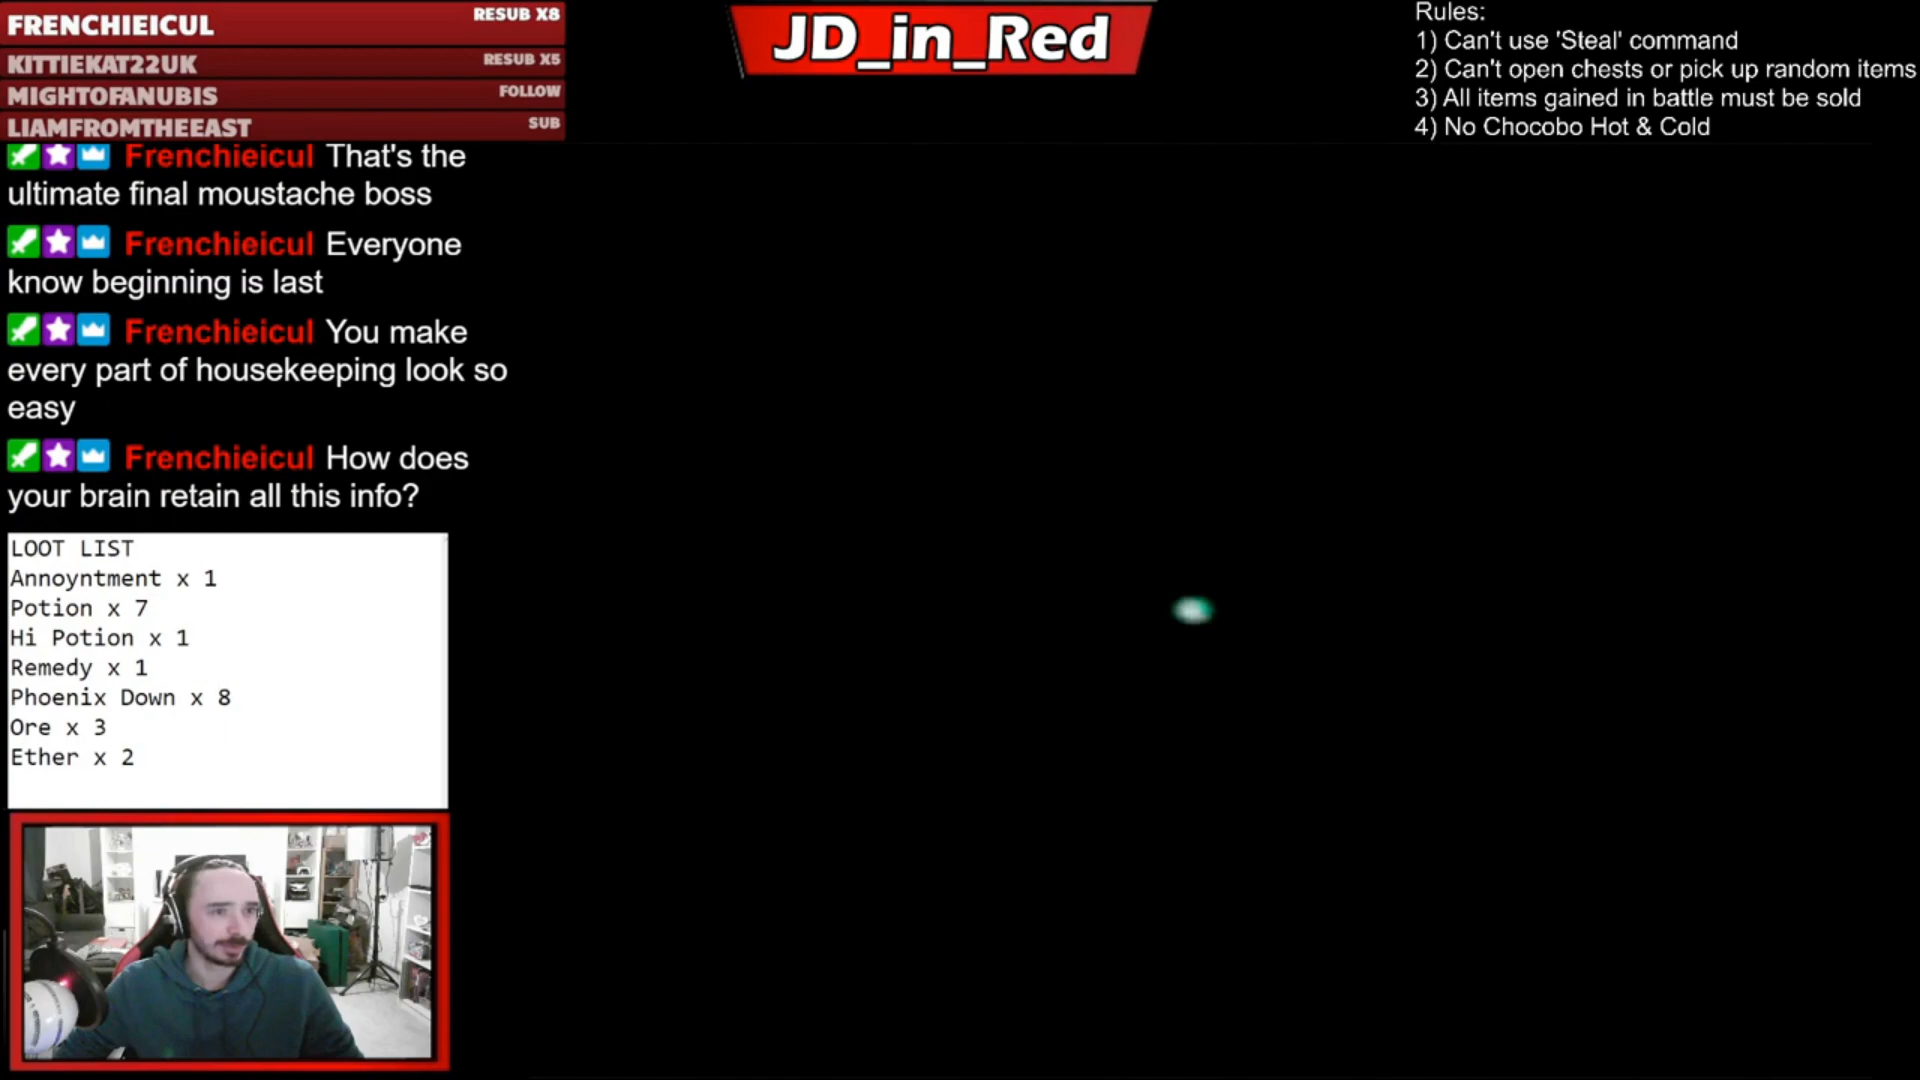 FRENCHIEICUL RESUB X8
KITTIEKAT22UK RESUB X5
MIGHTOFANUBIS FOLLOW
LIAMFROMTHEEAST SUB
Frenchieicul That's the
ultimate final moustache boss
Frenchieicul Everyone
know beginning is last
Frenchieicul You make
every part of housekeeping look so
easy
Frenchieicul How does
your brain retain all this info?
LOOT LIST
Annoyntment x 1
Potion x 7
Hi Potion x 1
Remedy x 1
Phoenix Down x 8
Ore x 3
Ether x 2
JD_in_Red
Rules:
1) Can't use 'Steal' command
2) Can't open chests or pick up random items
3) All items gained in battle must be sold
4) No Chocobo Hot & Cold